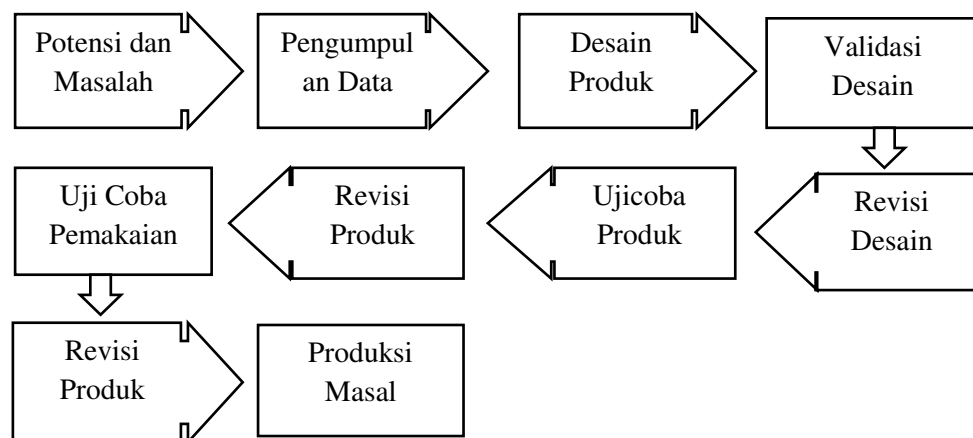 Potensi dan
Masalah
Pengumpul
an Data
Desain
Produk
Validasi
Desain
Revisi
Desain
Ujicoba
Produk
Revisi
Produk
Uji Coba
Pemakaian
Revisi
Produk
Produksi
Masal